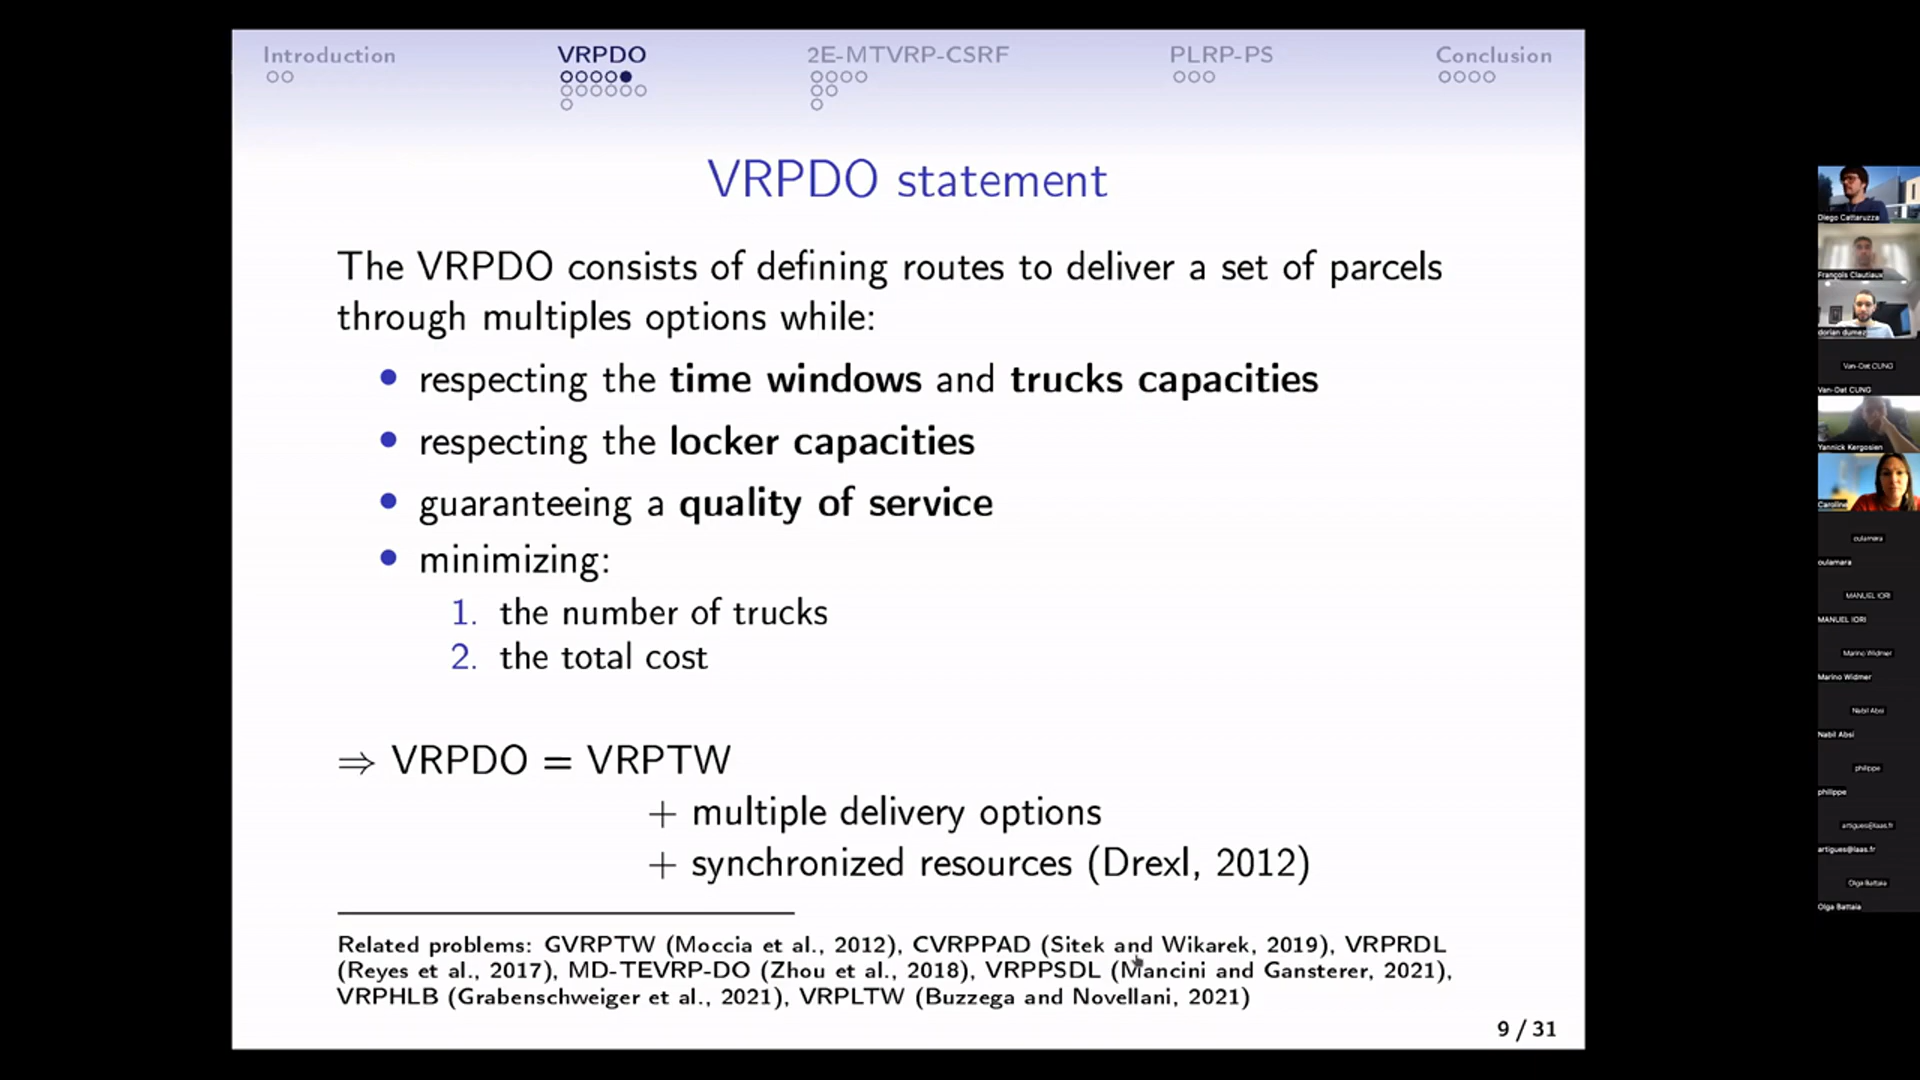 Introduction
VRPDO
2E-MTVRP-CSRF
PLRP-PS
Conclusion
VRPDO statement
The VRPDO consists of defining routes to deliver a set of parcels
through multiples options while:
respecting the time windows and trucks capacities
respecting the locker capacities
guaranteeing a quality of service
minimizing:
1. the number of trucks
2. the total cost
⇒ VRPDO = VRPTW
+ multiple delivery options
+ synchronized resources (Drexl, 2012)
Related problems: GVRPTW (Moccia et al., 2012), CVRPPAD (Sitek and Wikarek, 2019), VRPRDL
(Reyes et al., 2017), MD-TEVRP-DO (Zhou et al., 2018), VRPPSDL (Mancini and Gansterer, 2021),
VRPHLB (Grabenschweiger et al., 2021), VRPLTW (Buzzega and Novellani, 2021)
9 / 31
Diego Cattaruzza
François Clautiaux
dorian dumez
Van-Dat CUNG
Van-Dat CUNG
Yannick Kergosien
Caroline
oulamara
oulamara
MANUEL IORI
MANUEL IORI
Marino Widmer
Marino Widmer
Nabil Absi
Nabil Absi
philippe
philippe
artigues@laas.fr
artigues@laas.fr
Olga Battaia
Olga Battaia